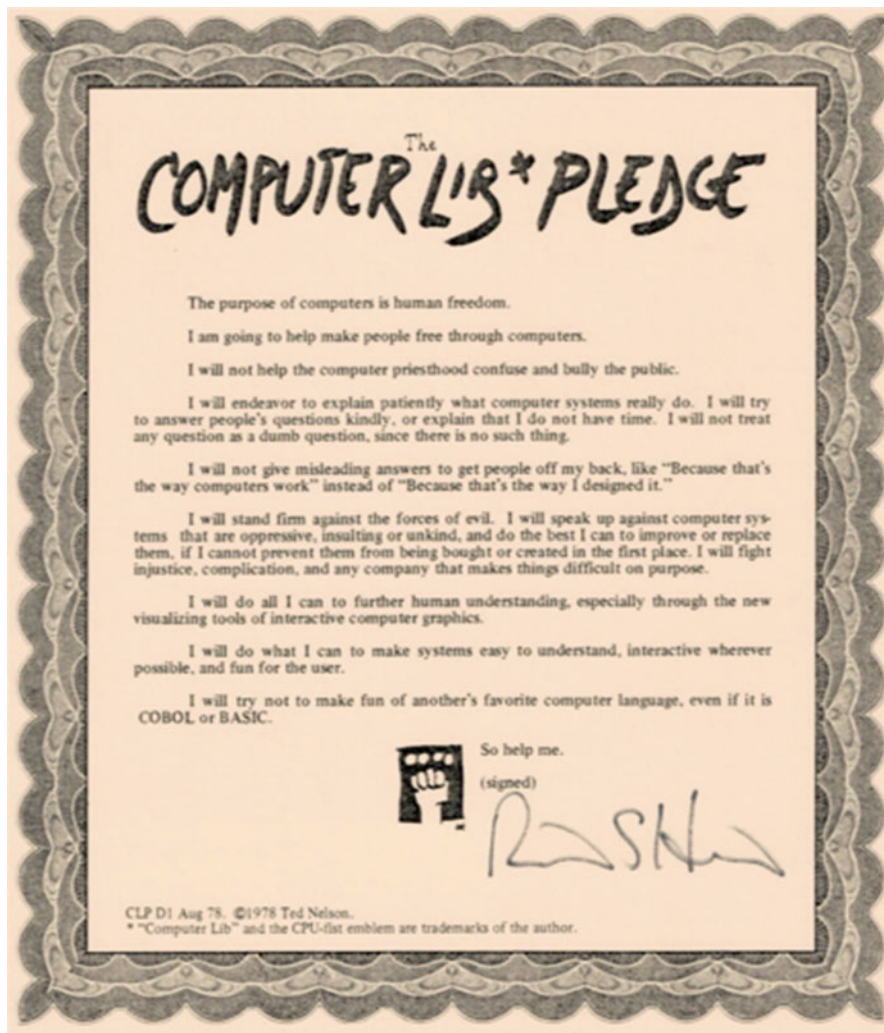 The
COMPUTER LIB* PLEDGE
The purpose of computers is human freedom.
I am going to help make people free through computers.
I will not help the computer priesthood confuse and bully the public.
I will endeavor to explain patiently what computer systems really do. I will try
to answer people's questions kindly, or explain that I do not have time. I will not treat
any question as a dumb question, since there is no such thing.
I will not give misleading answers to get people off my back, like "Because that's
the way computers work" instead of "Because that's the way I designed it."
I will stand firm against the forces of evil. I will speak up against computer sys-
tems that are oppressive, insulting or unkind, and do the best I can to improve or replace
them, if I cannot prevent them from being bought or created in the first place. I will fight
injustice, complication, and any company that makes things difficult on purpose.
I will do all I can to further human understanding, especially through the new
visualizing tools of interactive computer graphics.
I will do what I can to make systems easy to understand, interactive wherever
possible, and fun for the user.
I will try not to make fun of another's favorite computer language, even if it is
COBOL or BASIC.
So help me.
(signed)
CLP D1 Aug 78. ©1978 Ted Nelson.
* "Computer Lib" and the CPU-fist emblem are trademarks of the author.